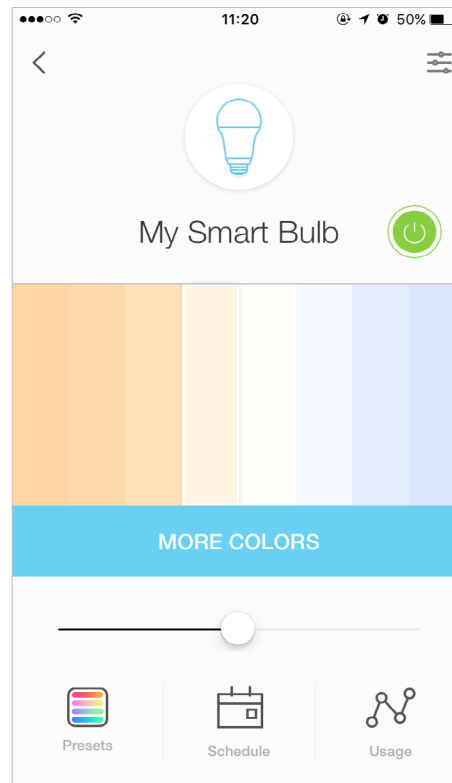 11:20
50%
My Smart Bulb
MORE COLORS
Presets
Schedule
Usage